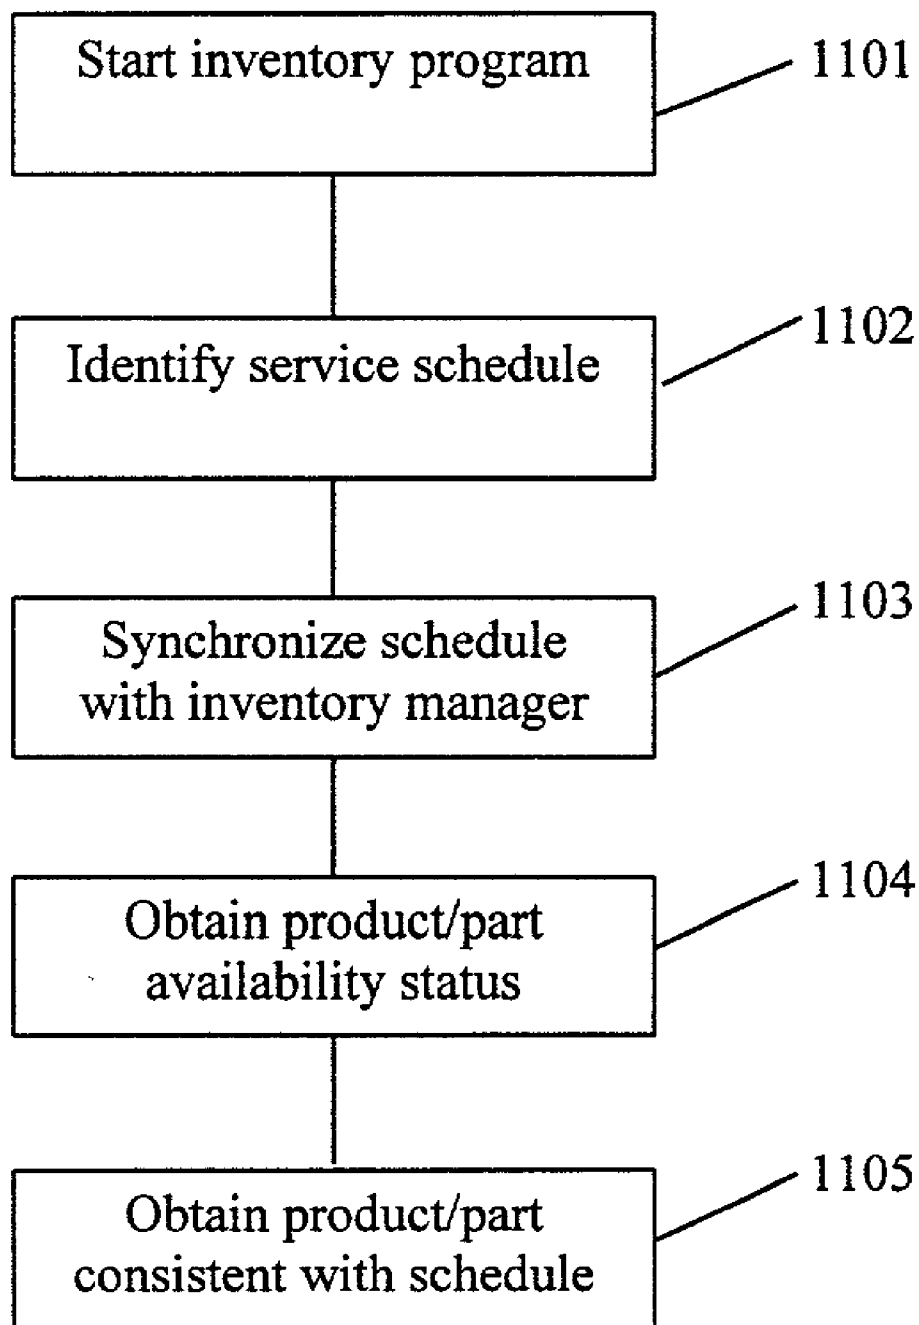 Start inventory program
1101
Identify service schedule
1102
Synchronize schedule
with inventory manager
1103
Obtain product/part
availability status
1104
Obtain product/part
consistent with schedule
1105